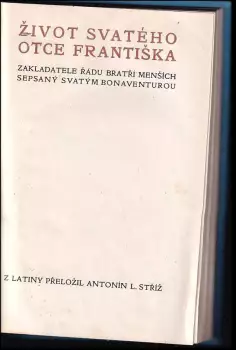 ŽIVOT SVATÉHO
OTCE FRANTIŠKA
ZAKLADATELE ŘÁDU BRATŘÍ MENŠÍCH
SEPSANÝ SVATÝM BONAVENTUROU
Z LATINY PŘELOŽIL ANTONÍN L. STŘÍŽ